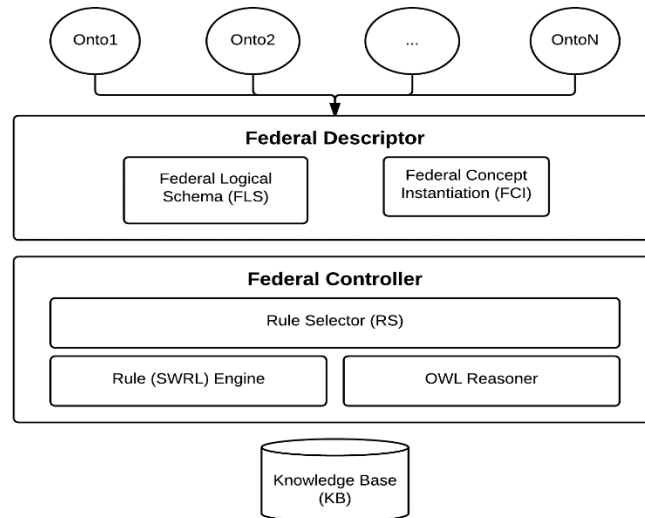 Onto1
Onto2
...
OntoN
Federal Descriptor
Federal Logical
Schema (FLS)
Federal Concept
Instantiation (FCI)
Federal Controller
Rule Selector (RS)
Rule (SWRL) Engine
OWL Reasoner
Knowledge Base
(KB)